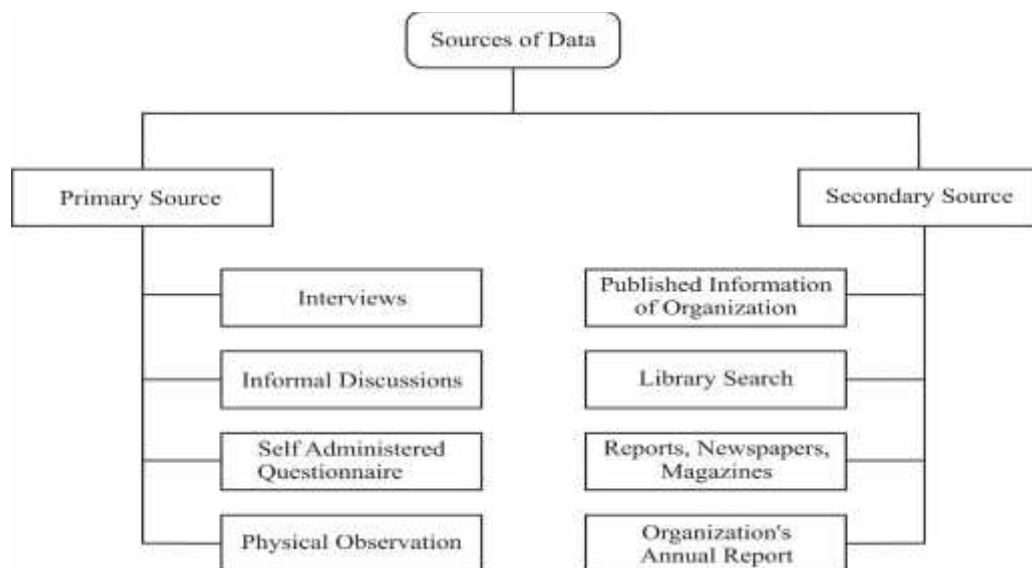 Sources of Data
Primary Source
Secondary Source
Interviews
Informal Discussions
Self Administered
Questionnaire
Physical Observation
Published Information
of Organization
Library Search
Reports, Newspapers,
Magazines
Organization's
Annual Report